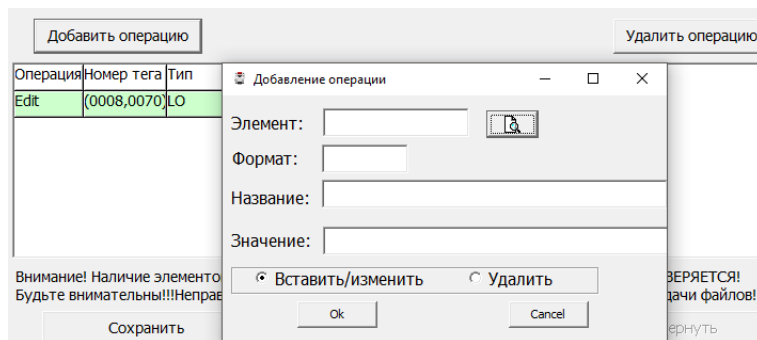 Добавить операцию
Удалить операцию
Операция Номер тега Тип
Edit (0008,0070) LO
Добавление операции
Элемент:
Формат:
Название:
Значение:
Вставить/изменить Удалить
Ok Cancel
Внимание! Наличие элементо ВЕРЯЕТСЯ!
Будьте внимательны!!!Неправ дачи файлов!
Сохранить ернуть